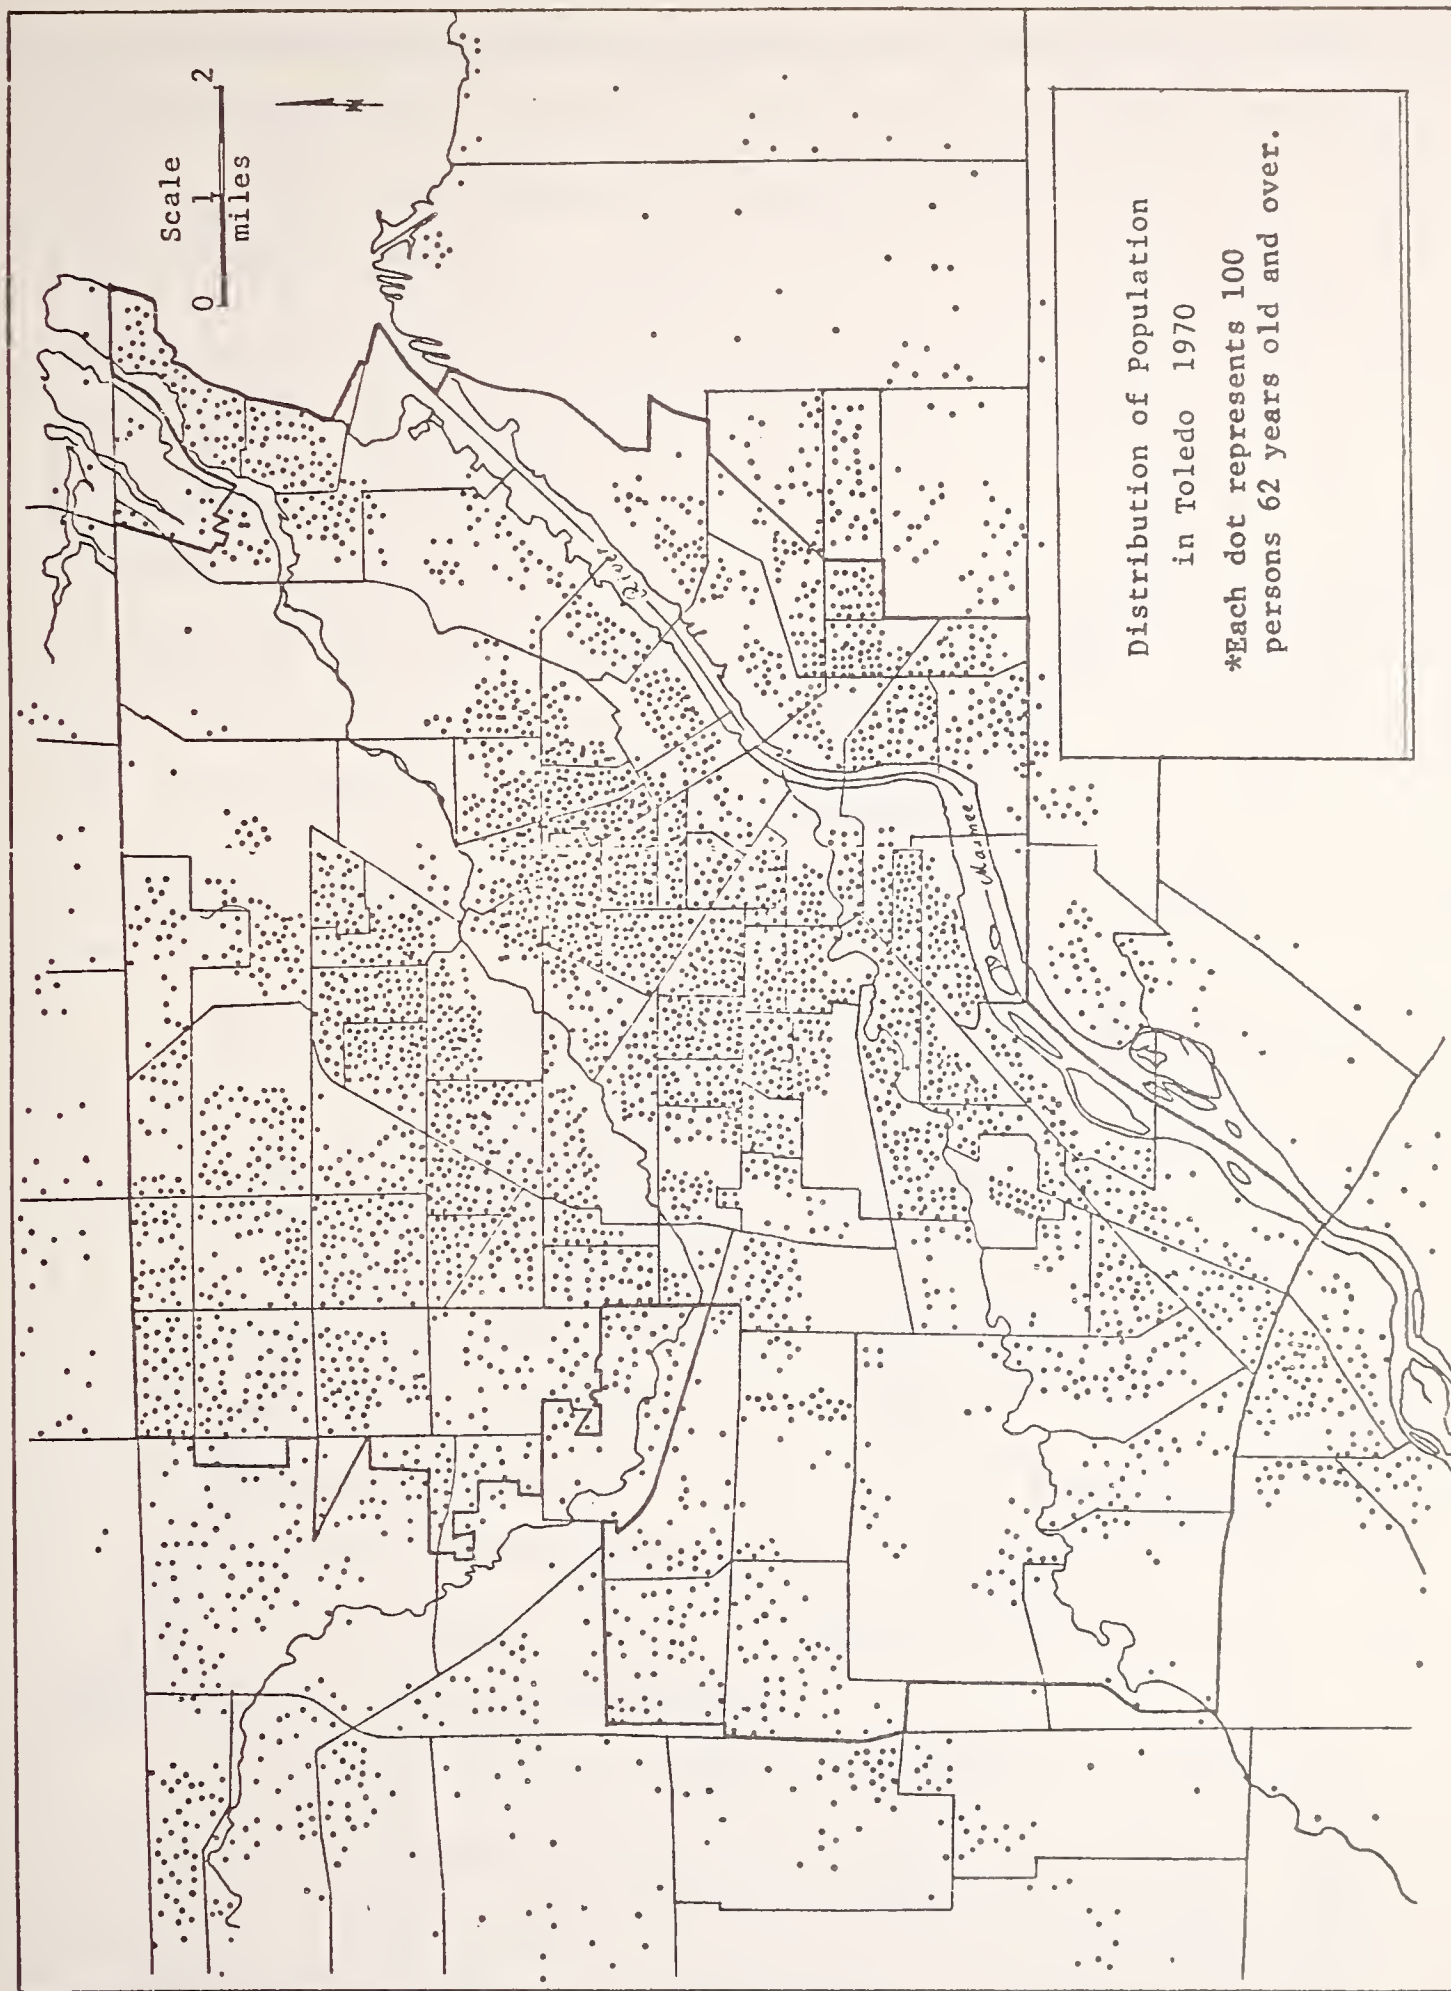 Scale
0 1 2
miles
N
River
Maumee
Distribution of Population
in Toledo 1970
*Each dot represents 100
persons 62 years old and over.